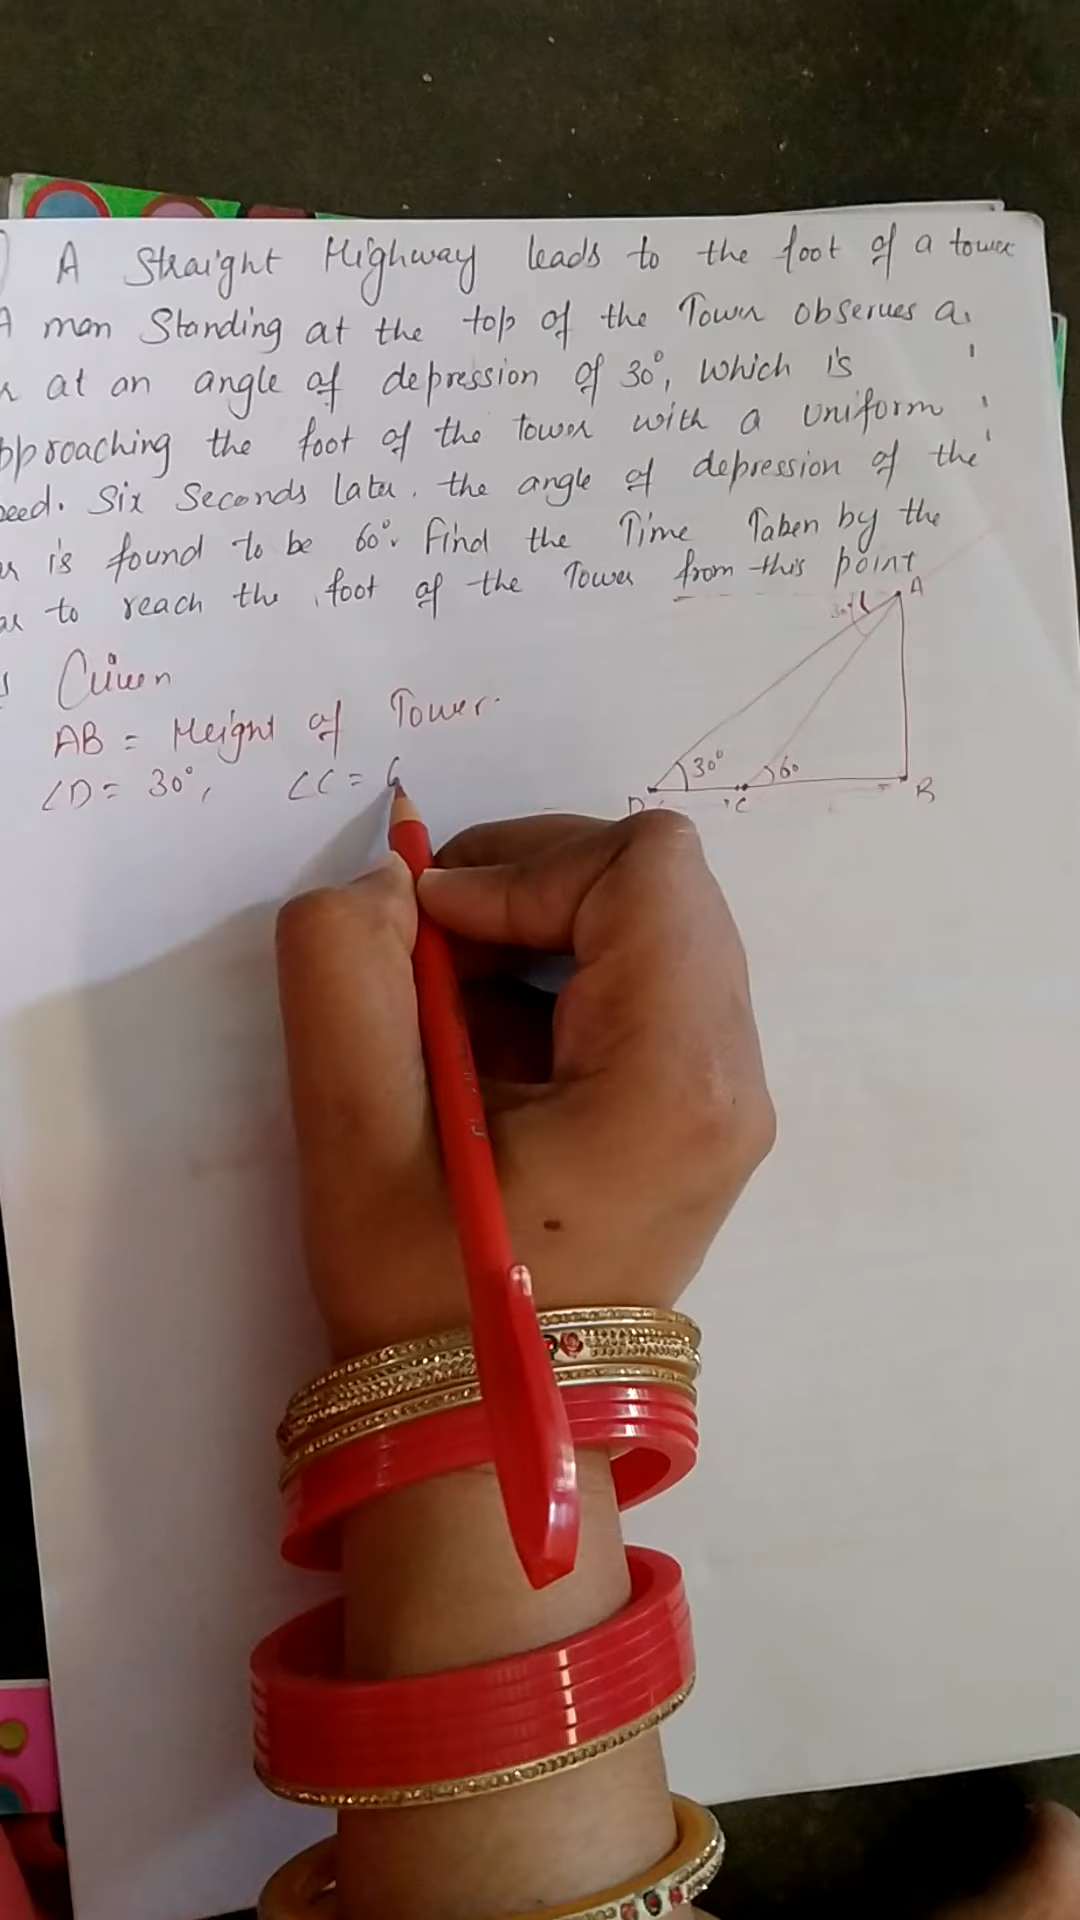 A Straight Highway leads to the foot of a tower
A man Standing at the top of the Tower observes a
at an angle of depression of 30°, which is
pproaching the foot of the tower with a uniform
peed. Six Seconds later, the angle of depression of the
is found to be 60°. Find the Time Taken by the
to reach the foot of the Tower from this point
Given
AB = Height of Tower.
∠D = 30°, ∠C = 6
A
30°
30°
60
D
C
B